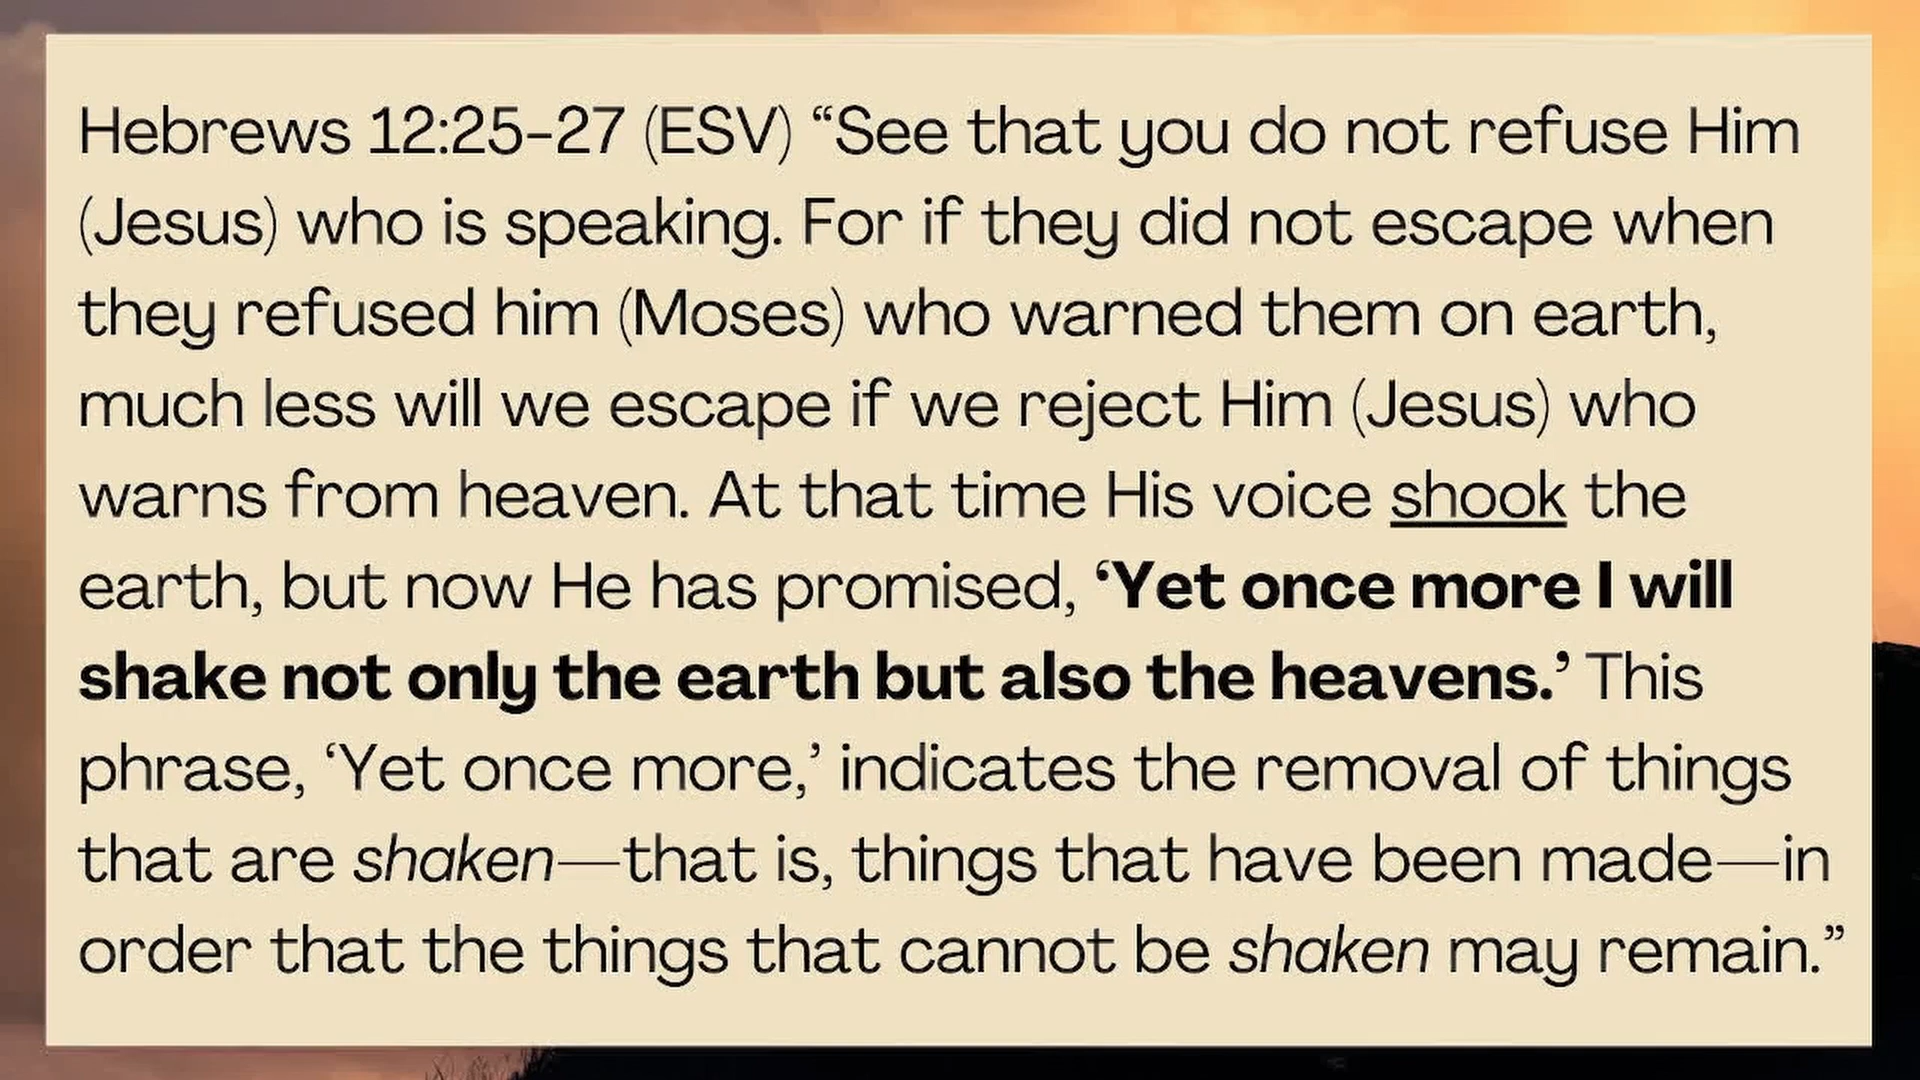 Hebrews 12:25–27 (ESV) “See that you do not refuse Him
(Jesus) who is speaking. For if they did not escape when
they refused him (Moses) who warned them on earth,
much less will we escape if we reject Him (Jesus) who
warns from heaven. At that time His voice shook the
earth, but now He has promised, ‘Yet once more I will
shake not only the earth but also the heavens.’ This
phrase, ‘Yet once more,’ indicates the removal of things
that are shaken—that is, things that have been made—in
order that the things that cannot be shaken may remain.”